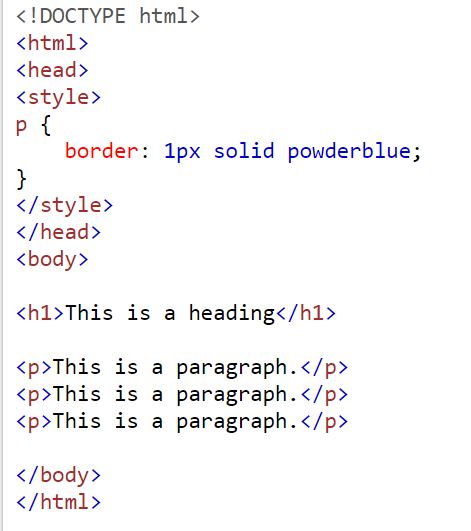 <!DOCTYPE html>
<html>
<head>
<style>
p {
    border: 1px solid powderblue;
}
</style>
</head>
<body>

<h1>This is a heading</h1>

<p>This is a paragraph.</p>
<p>This is a paragraph.</p>
<p>This is a paragraph.</p>

</body>
</html>